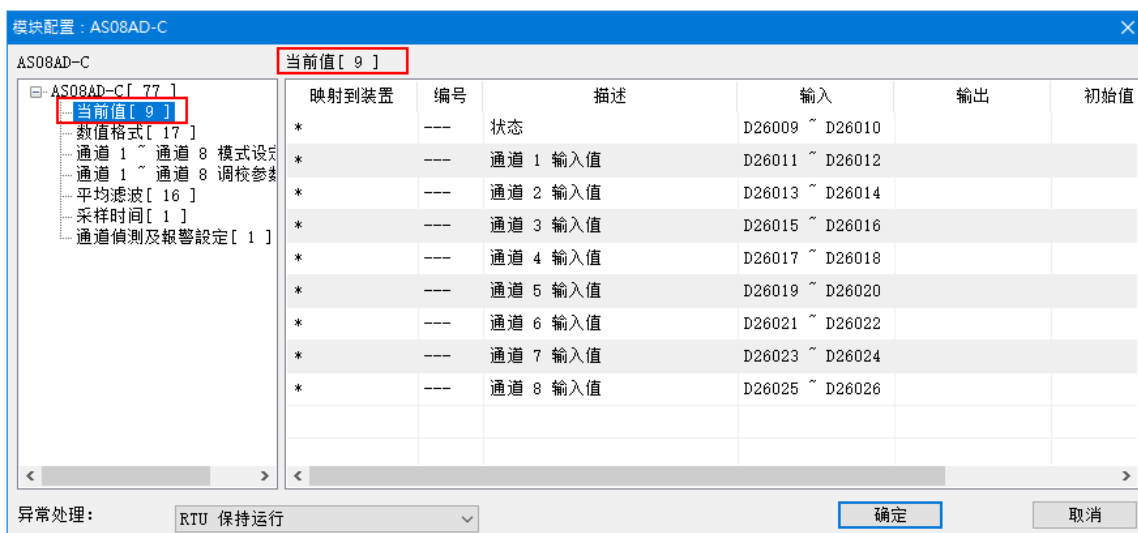 模块配置：AS08AD-C
AS08AD-C 当前值[ 9 ]
AS08AD-C[ 77 ]
当前值[ 9 ]
数值格式[ 17 ]
通道 1 ~ 通道 8 模式设定
通道 1 ~ 通道 8 调校参数
平均滤波[ 16 ]
采样时间[ 1 ]
通道偵測及報警設定[ 1 ]
映射到装置 编号 描述 输入 输出 初始值
* --- 状态 D26009 ~ D26010
* --- 通道 1 输入值 D26011 ~ D26012
* --- 通道 2 输入值 D26013 ~ D26014
* --- 通道 3 输入值 D26015 ~ D26016
* --- 通道 4 输入值 D26017 ~ D26018
* --- 通道 5 输入值 D26019 ~ D26020
* --- 通道 6 输入值 D26021 ~ D26022
* --- 通道 7 输入值 D26023 ~ D26024
* --- 通道 8 输入值 D26025 ~ D26026
异常处理: RTU 保持运行 确定 取消